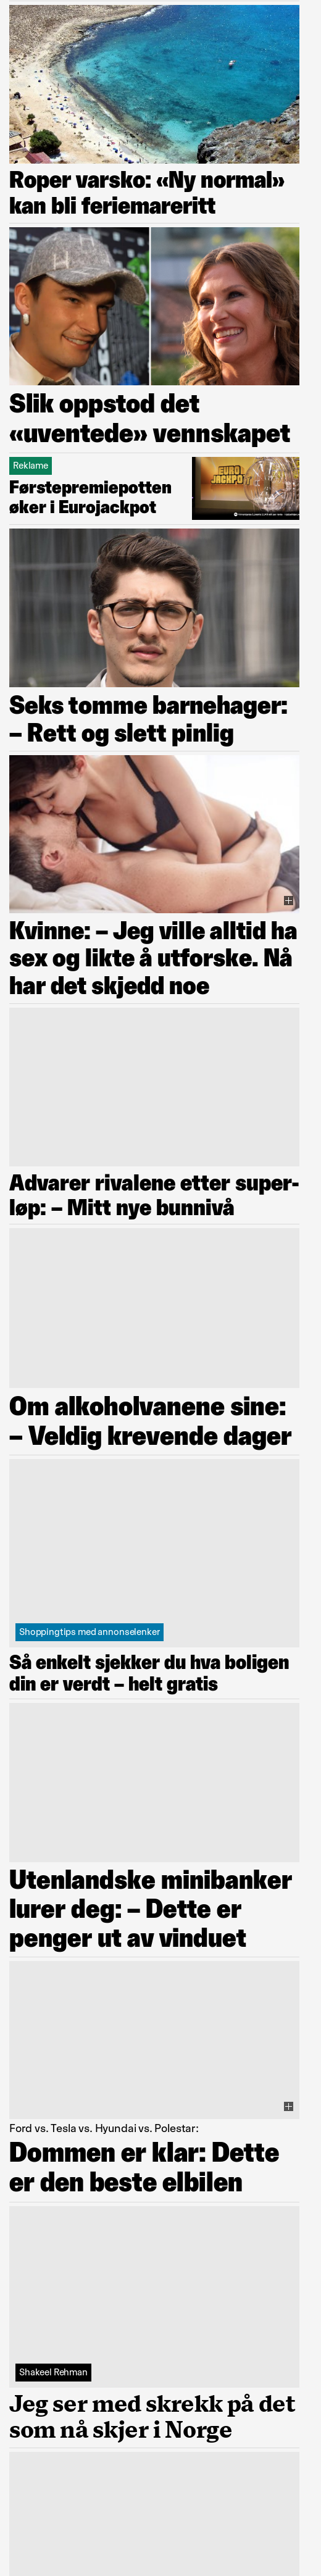 Roper varsko: «Ny normal»
kan bli feriemareritt
Slik oppstod det
«uventede» vennskapet
Reklame
Førstepremiepotten
øker i Eurojackpot
EURO
JACKPOT
Seks tomme barnehager:
– Rett og slett pinlig
Kvinne: – Jeg ville alltid ha
sex og likte å utforske. Nå
har det skjedd noe
Advarer rivalene etter super-
løp: – Mitt nye bunnivå
Om alkoholvanene sine:
– Veldig krevende dager
Shoppingtips med annonselenker
Så enkelt sjekker du hva boligen
din er verdt – helt gratis
Utenlandske minibanker
lurer deg: – Dette er
penger ut av vinduet
Ford vs. Tesla vs. Hyundai vs. Polestar:
Dommen er klar: Dette
er den beste elbilen
Shakeel Rehman
Jeg ser med skrekk på det
som nå skjer i Norge